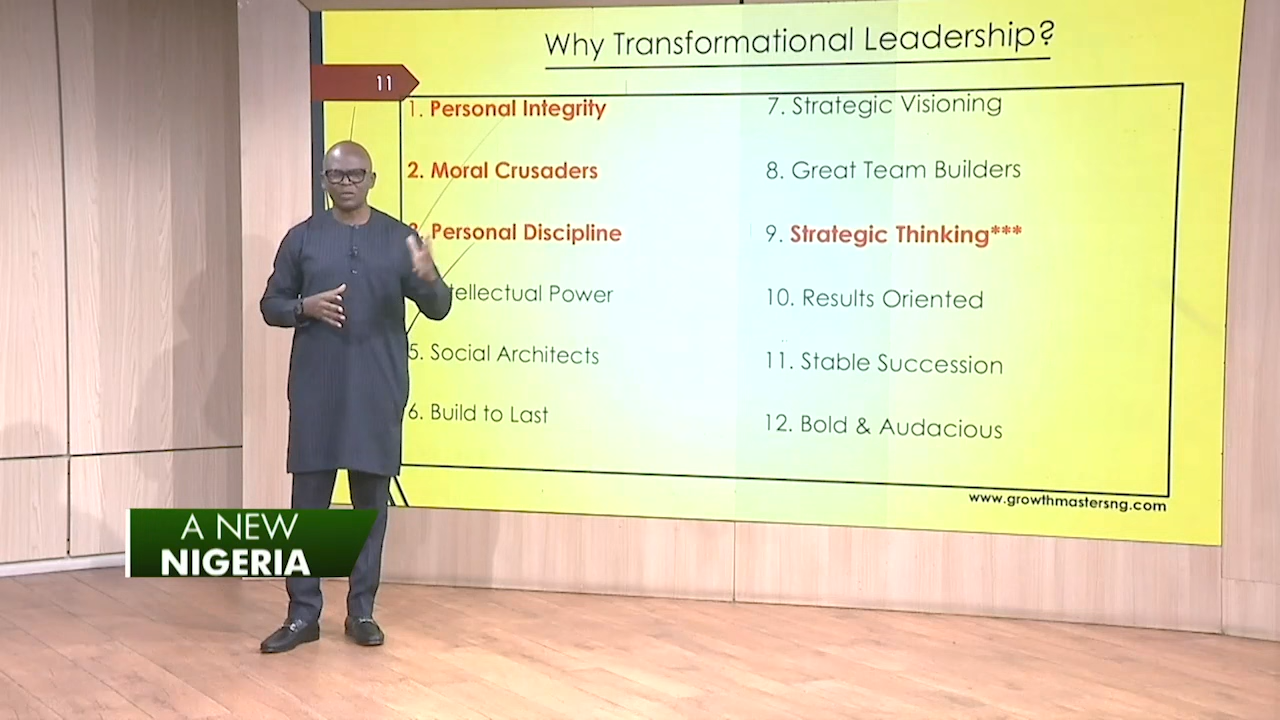 Why Transformational Leadership?
11
1. Personal Integrity
2. Moral Crusaders
3. Personal Discipline
tellectual Power
5. Social Architects
6. Build to Last
7. Strategic Visioning
8. Great Team Builders
9. Strategic Thinking***
10. Results Oriented
11. Stable Succession
12. Bold & Audacious
www.growthmastersng.com
A NEW
NIGERIA